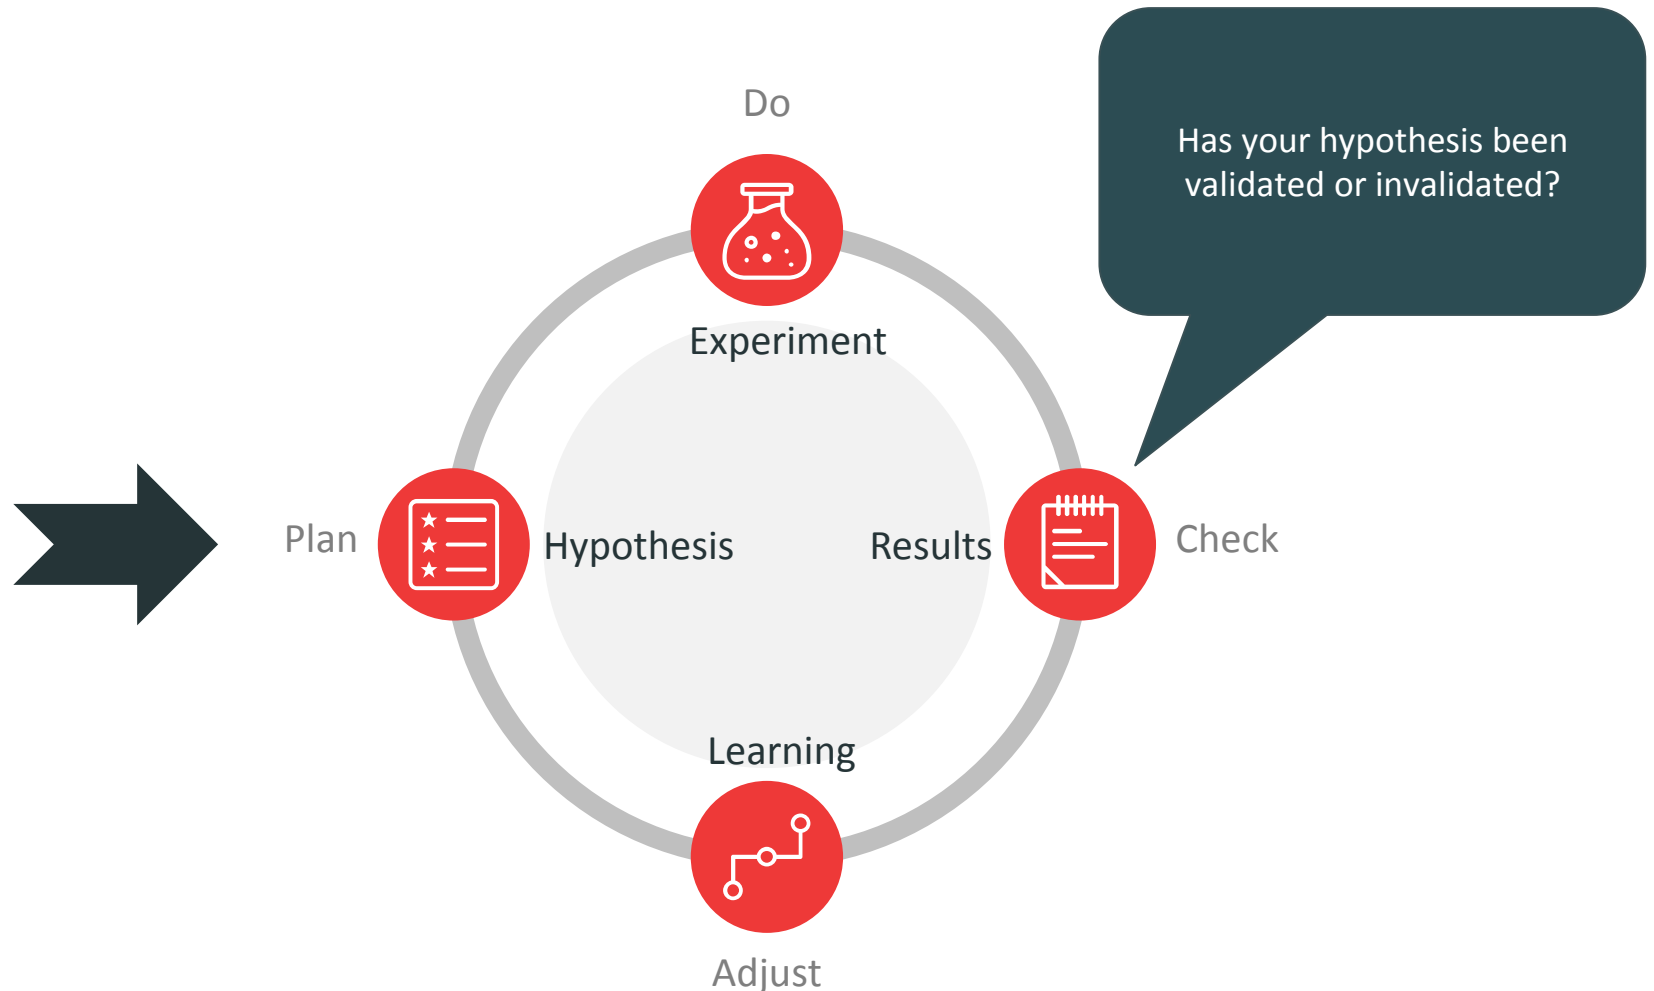 Do
Has your hypothesis been
validated or invalidated?
Experiment
Plan
Hypothesis
Results
Check
Learning
Adjust